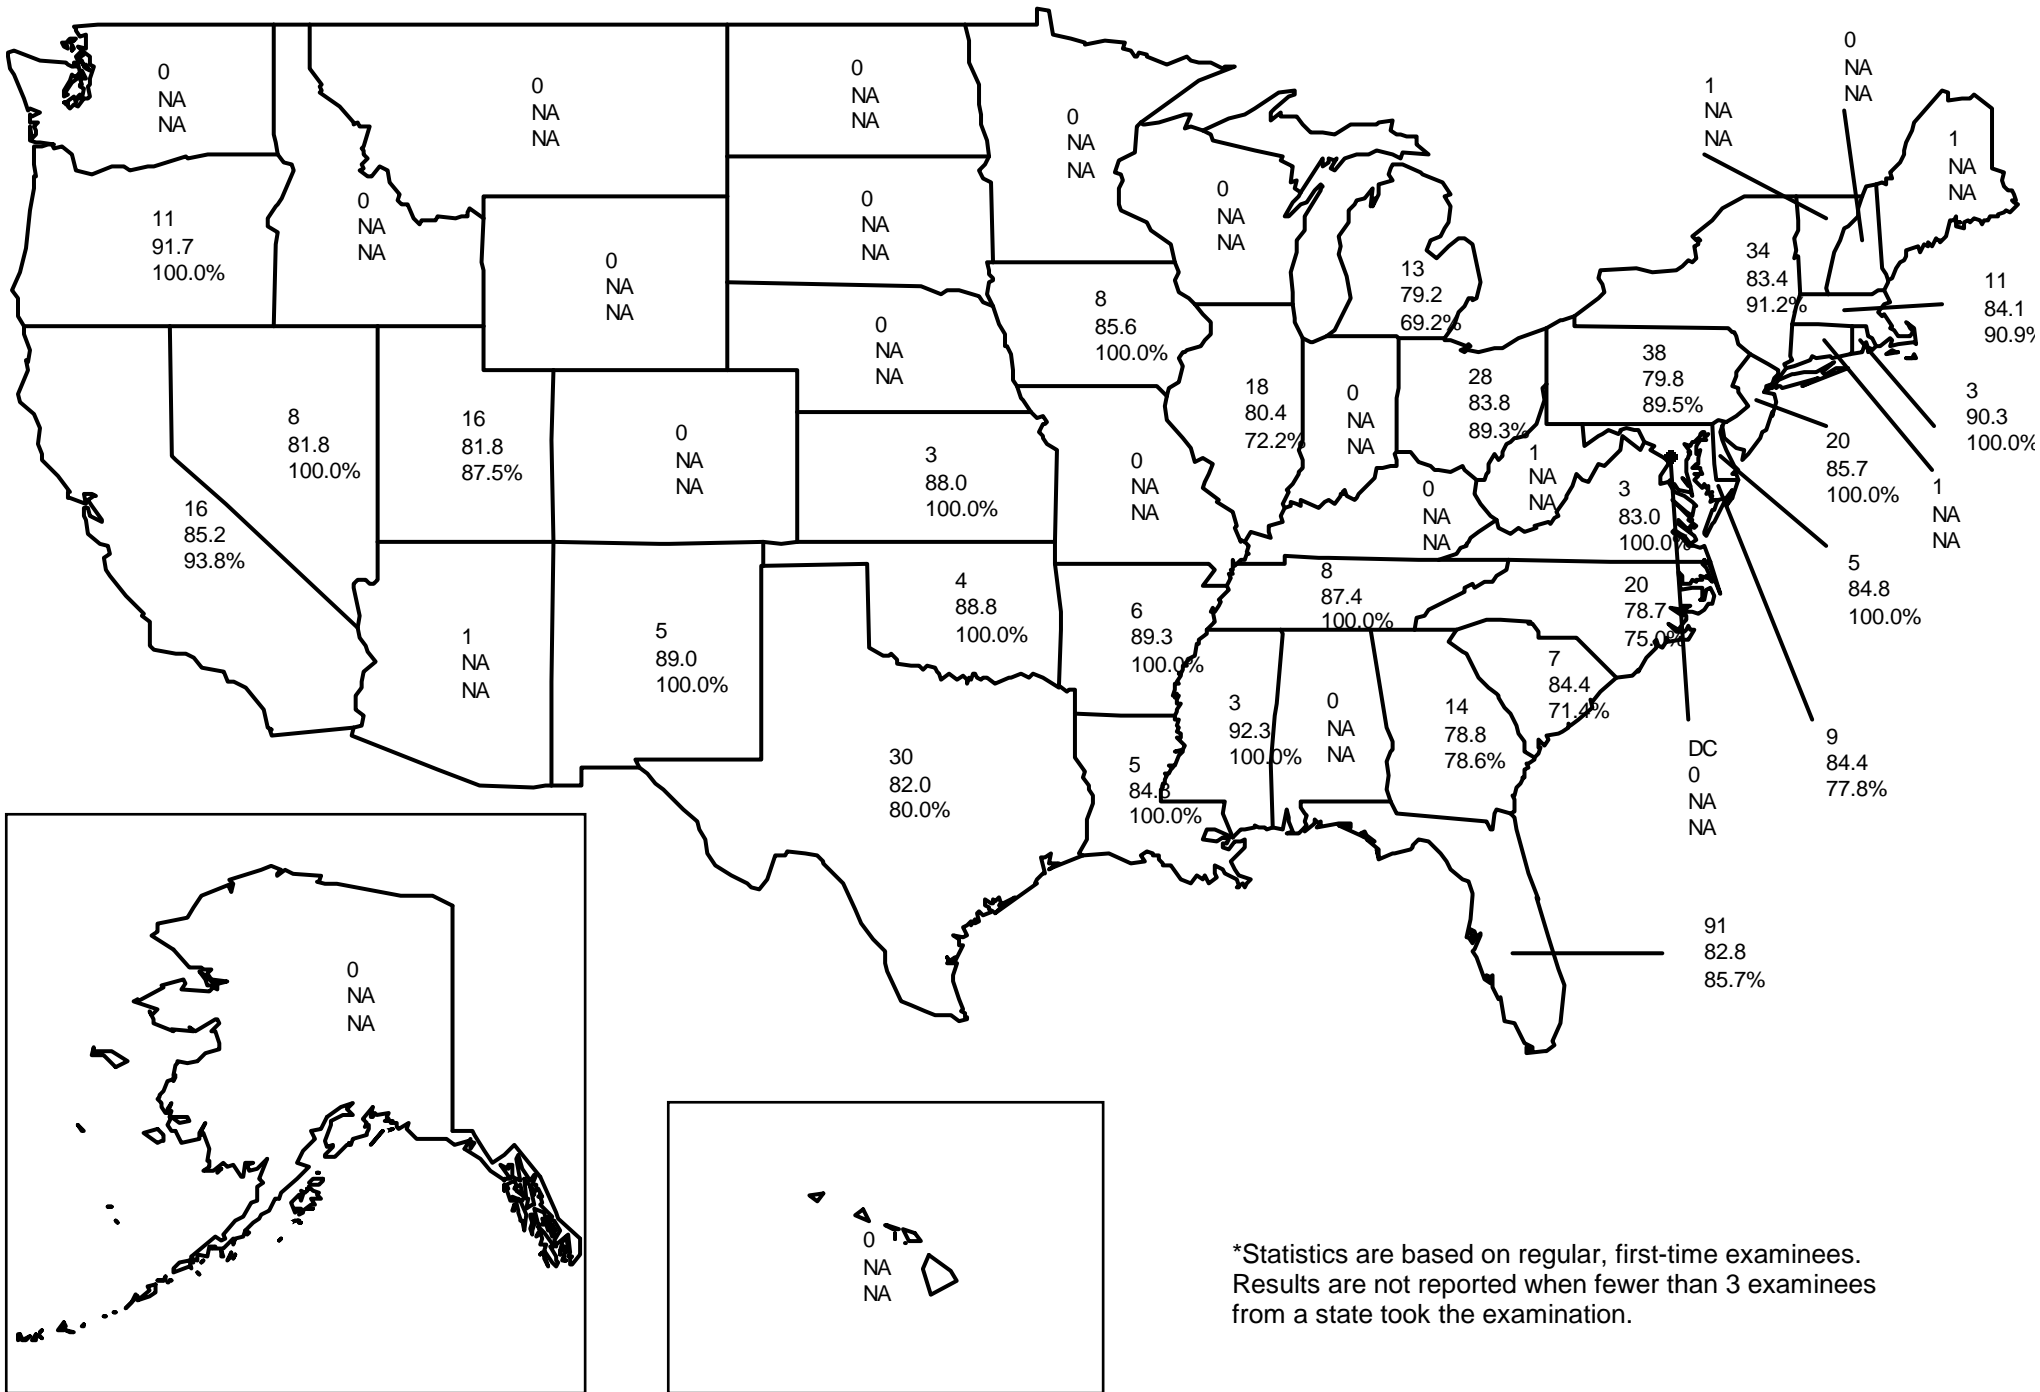 0
NA
NA
0
NA
NA
0
NA
NA
0
NA
NA
1
NA
NA
0
NA
NA
1
NA
NA
11
91.7
100.0%
0
NA
NA
0
NA
NA
0
NA
NA
0
NA
NA
13
79.2
69.2%
34
83.4
91.2%
11
84.1
90.9%
8
85.6
100.0%
0
NA
NA
38
79.8
89.5%
3
90.3
100.0%
8
81.8
100.0%
16
81.8
87.5%
0
NA
NA
3
88.0
100.0%
0
NA
NA
18
80.4
72.2%
0
NA
NA
28
83.8
89.3%
1
NA
NA
20
85.7
100.0%
1
NA
NA
16
85.2
93.8%
0
NA
NA
3
83.0
100.0%
5
84.8
100.0%
1
NA
NA
5
89.0
100.0%
4
88.8
100.0%
6
89.3
100.0%
8
87.4
100.0%
20
78.7
75.0%
7
84.4
71.4%
30
82.0
80.0%
5
84.8
100.0%
3
92.3
100.0%
0
NA
NA
14
78.8
78.6%
DC
0
NA
NA
9
84.4
77.8%
91
82.8
85.7%
0
NA
NA
0
NA
NA
*Statistics are based on regular, first-time examinees.
Results are not reported when fewer than 3 examinees
from a state took the examination.